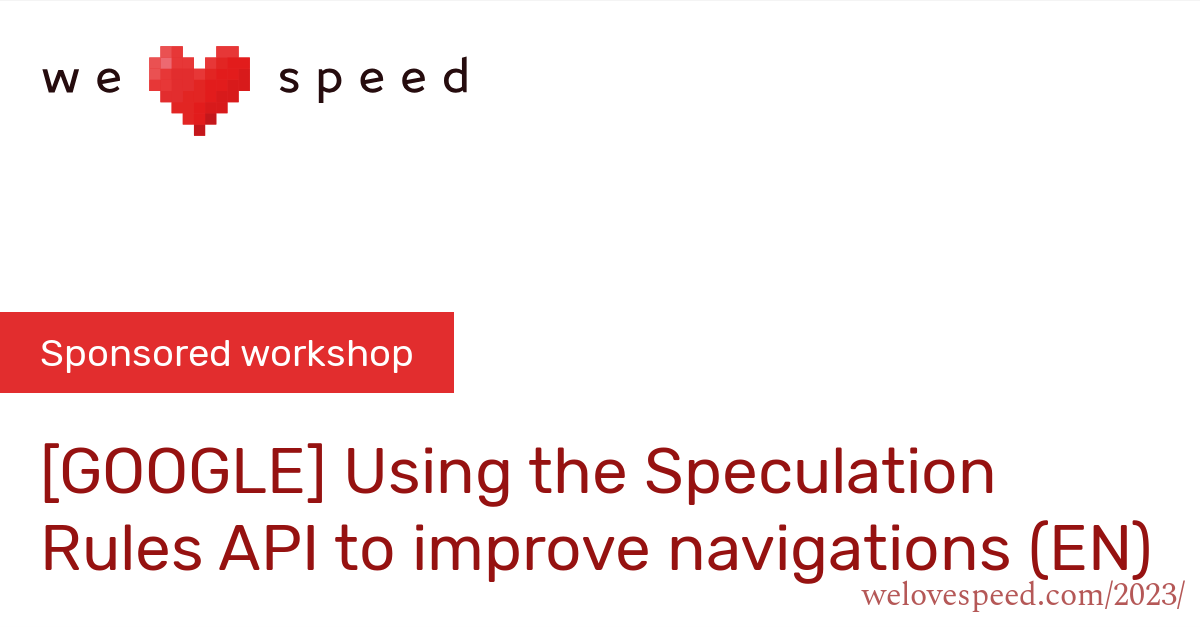 we speed
Sponsored workshop
[GOOGLE] Using the Speculation
Rules API to improve navigations (EN)
welovespeed.com/2023/